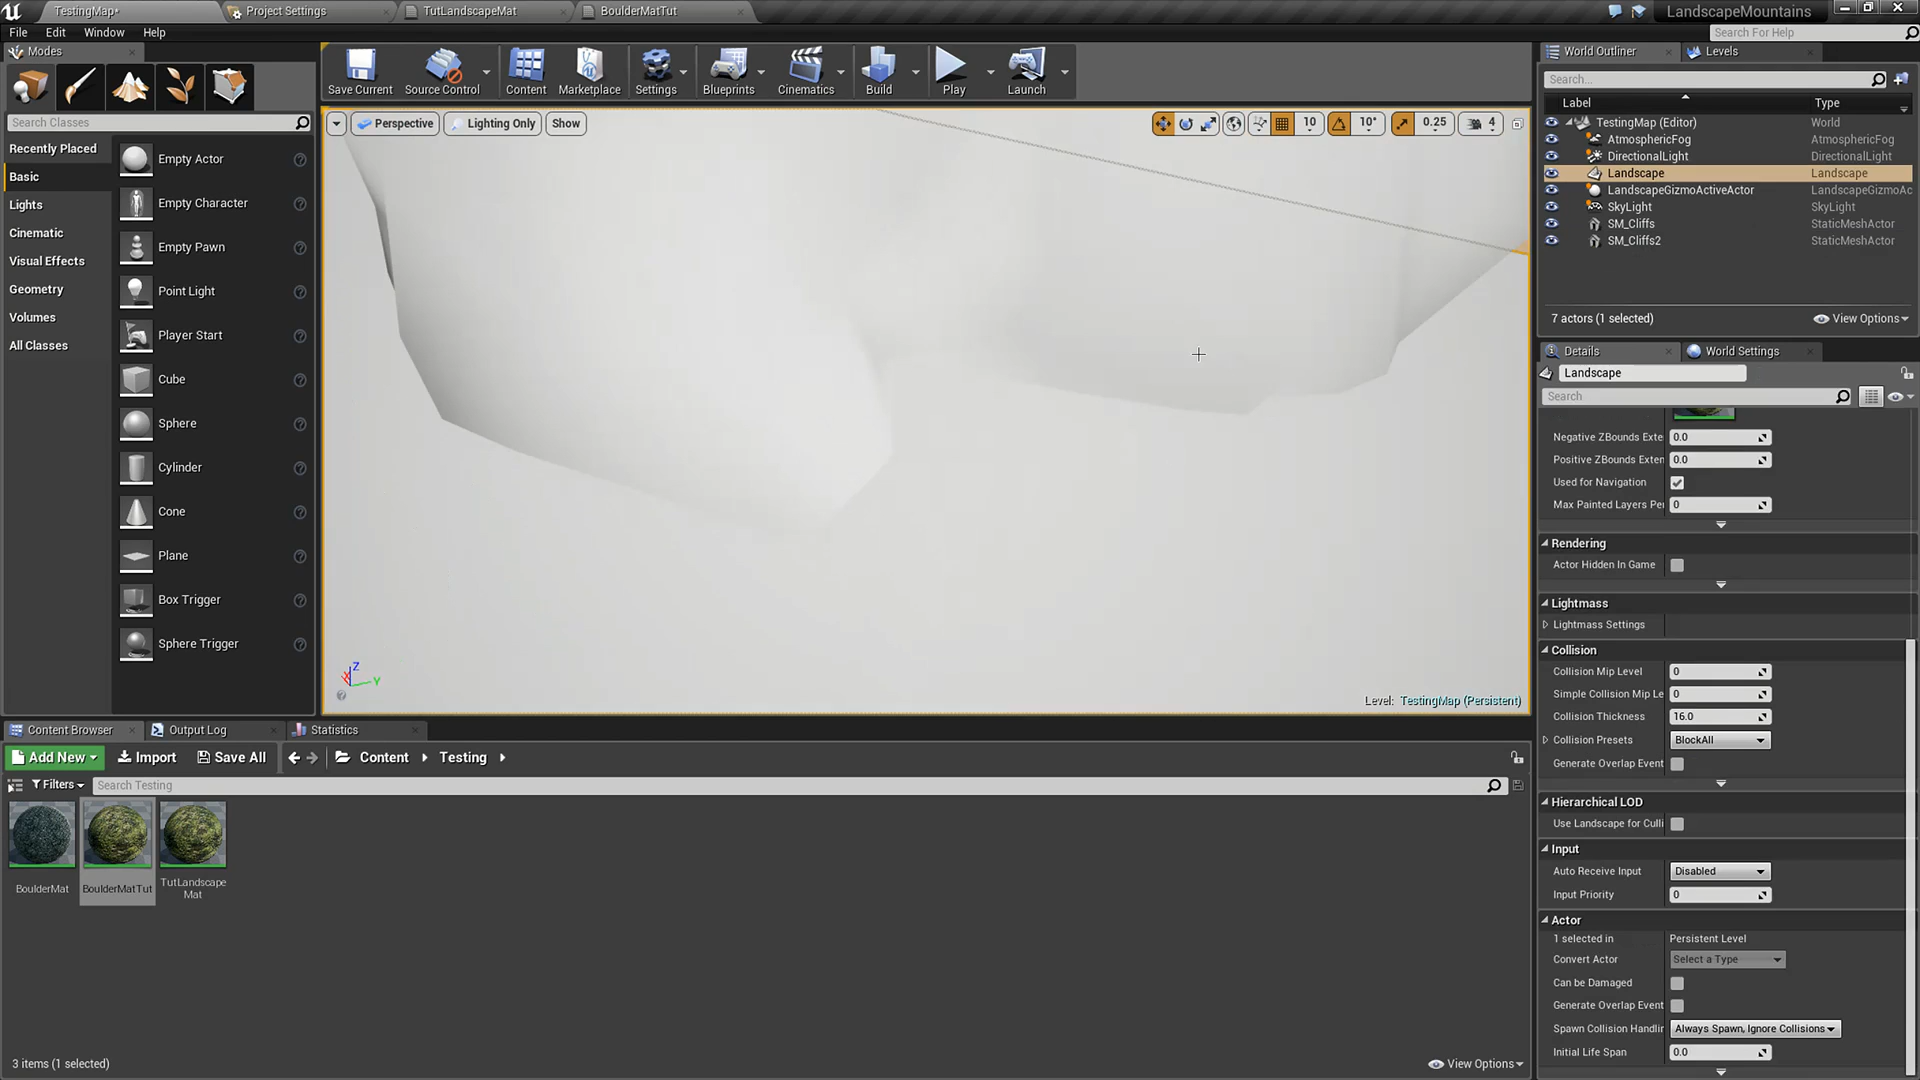 TestingMap*
Project Settings
TutLandscapeMat
BoulderMatTut
LandscapeMountains
File Edit Window Help
Search For Help
Modes
Save Current
Source Control
Content
Marketplace
Settings
Blueprints
Cinematics
Build
Play
Launch
Search Classes
Recently Placed
Basic
Lights
Cinematic
Visual Effects
Geometry
Volumes
All Classes
Empty Actor
Empty Character
Empty Pawn
Point Light
Player Start
Cube
Sphere
Cylinder
Cone
Plane
Box Trigger
Sphere Trigger
Perspective
Lighting Only
Show
10
10°
0.25
4
Z
X
Y
Level: TestingMap (Persistent)
World Outliner
Levels
Search...
Label Type
TestingMap (Editor) World
AtmosphericFog AtmosphericFog
DirectionalLight DirectionalLight
Landscape Landscape
LandscapeGizmoActiveActor LandscapeGizmoAc
SkyLight SkyLight
SM_Cliffs StaticMeshActor
SM_Cliffs2 StaticMeshActor
7 actors (1 selected)
View Options
Details
World Settings
Landscape
Search
Negative ZBounds Exte 0.0
Positive ZBounds Exten 0.0
Used for Navigation
Max Painted Layers Pe 0
Rendering
Actor Hidden In Game
Lightmass
Lightmass Settings
Collision
Collision Mip Level 0
Simple Collision Mip Le 0
Collision Thickness 16.0
Collision Presets BlockAll
Generate Overlap Event
Hierarchical LOD
Use Landscape for Culli
Input
Auto Receive Input Disabled
Input Priority 0
Actor
1 selected in Persistent Level
Convert Actor Select a Type
Can be Damaged
Generate Overlap Event
Spawn Collision Handlin Always Spawn, Ignore Collisions
Initial Life Span 0.0
Content Browser
Output Log
Statistics
Add New
Import
Save All
Content
Testing
Filters
Search Testing
BoulderMat
BoulderMatTut
TutLandscape
Mat
3 items (1 selected)
View Options